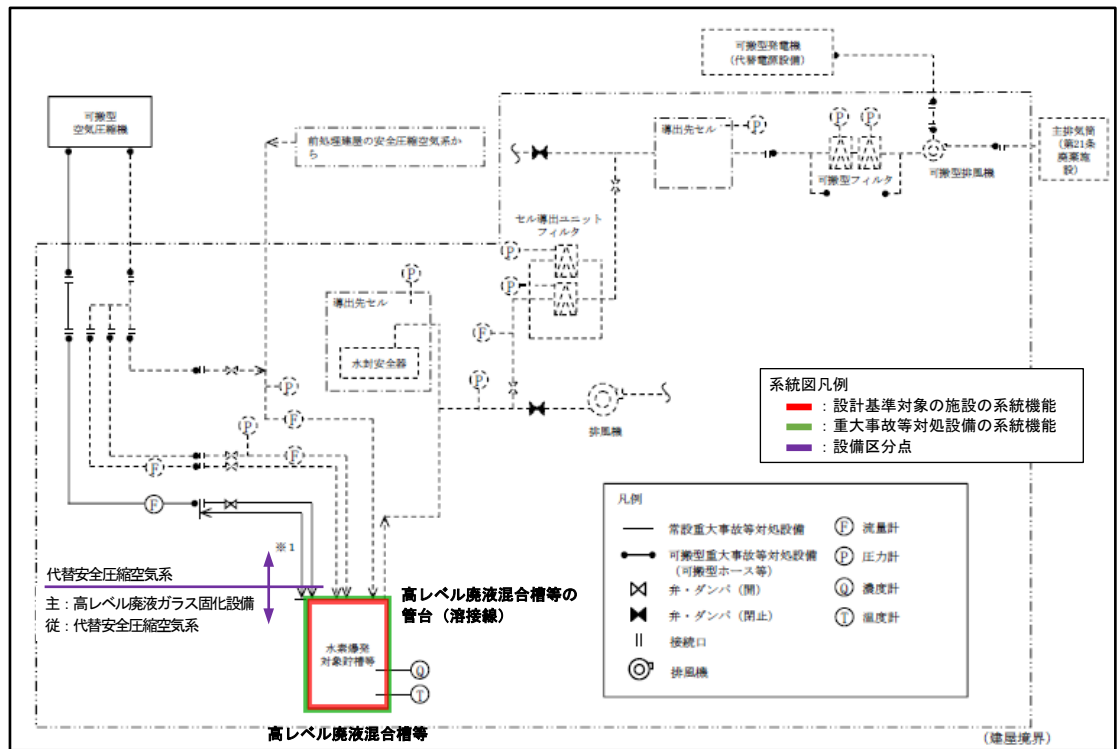 可搬型発電機
（代替電源設備）
可搬型
空気圧縮機
前処理建屋の安全圧縮空気系か
ら
導出先セル
P
P
P
可搬型フィルタ
可搬型排風機
主排気筒
（第21条
廃棄施
設）
セル導出ユニット
フィルタ
P
P
P
導出先セル
水封安全器
F
P
排風機
P
F
P
F
F
F
系統図凡例
：設計基準対象の施設の系統機能
：重大事故等対処設備の系統機能
：設備区分点
凡例
常設重大事故等対処設備
可搬型重大事故等対処設備
（可搬型ホース等）
弁・ダンパ（開）
弁・ダンパ（閉止）
接続口
排風機
F 流量計
P 圧力計
Q 濃度計
T 温度計
※1
代替安全圧縮空気系
主：高レベル廃液ガラス固化設備
従：代替安全圧縮空気系
高レベル廃液混合槽等の
管台（溶接線）
水素爆発
対象貯槽等
Q
T
高レベル廃液混合槽等
（建屋境界）